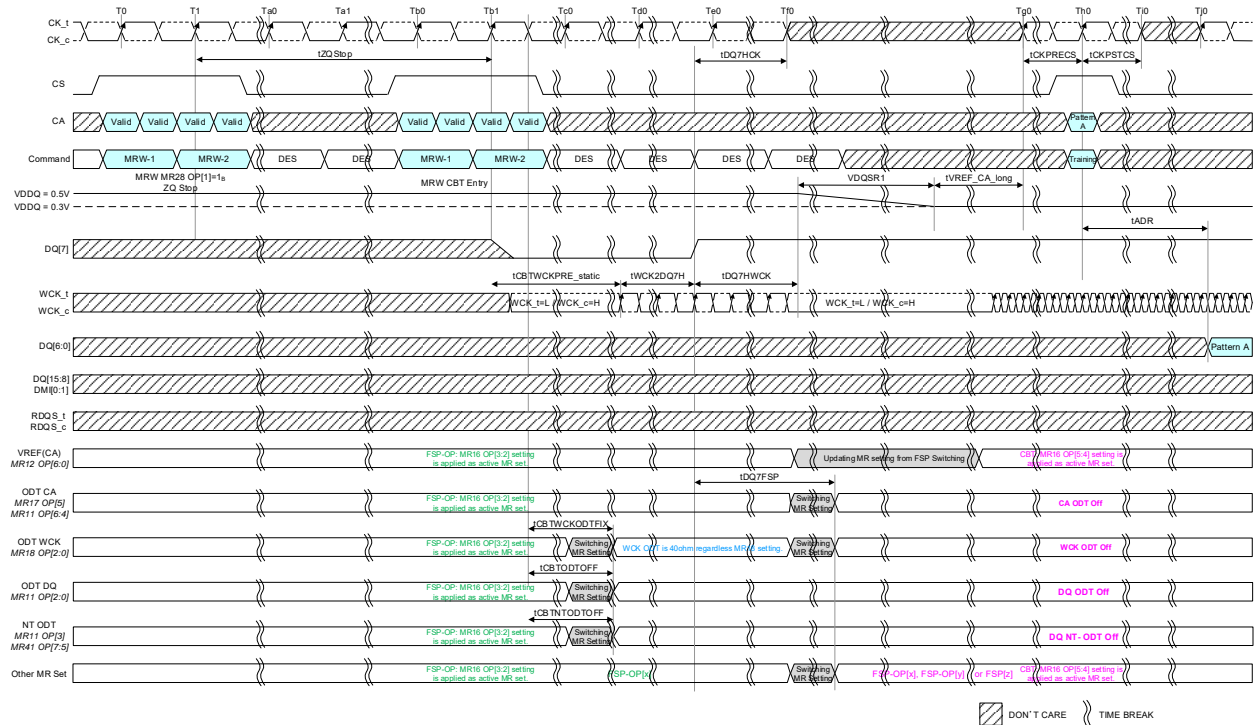 T0 T1 Ta0 Ta1 Tb0 Tb1 Tc0 Td0 Te0 Tf0 Tg0 Th0 Ti0 Tj0
CK_t
CK_c
tZQStop tDQ7HCK tCKPRECS tCKPSTCS
CS
CA Valid Valid Valid Valid Valid Valid Valid Valid Pattern
A
Command MRW-1 MRW-2 DES DES MRW-1 MRW-2 DES DES DES DES Training
MRW MR28 OP[1]=1B
ZQ Stop
MRW CBT Entry
VDQSR1 tVREF_CA_long
VDDQ = 0.5V
VDDQ = 0.3V
tADR
DQ[7]
tCBTWCKPRE_static tWCK2DQ7H tDQ7HWCK
WCK_t
WCK_c
WCK_t=L / WCK_c=H WCK_t=L / WCK_c=H
DQ[6:0] Pattern A
DQ[15:8]
DMI[0:1]
RDQS_t
RDQS_c
VREF(CA)
MR12 OP[6:0]
FSP-OP: MR16 OP[3:2] setting
is applied as active MR set.
Updating MR setting from FSP Switching
CBT: MR16 OP[5:4] setting is
applied as active MR set.
tDQ7FSP
ODT CA
MR17 OP[5]
MR11 OP[6:4]
FSP-OP: MR16 OP[3:2] setting
is applied as active MR set.
Switching
MR Setting
CA ODT Off
tCBTWCKODTFIX
ODT WCK
MR18 OP[2:0]
FSP-OP: MR16 OP[3:2] setting
is applied as active MR set.
Switching
MR Setting
WCK ODT is 40ohm regardless MR18 setting.
Switching
MR Setting
WCK ODT Off
tCBTODTOFF
ODT DQ
MR11 OP[2:0]
FSP-OP: MR16 OP[3:2] setting
is applied as active MR set.
Switching
MR Setting
DQ ODT Off
tCBTNTODTOFF
NT ODT
MR11 OP[3]
MR41 OP[7:5]
FSP-OP: MR16 OP[3:2] setting
is applied as active MR set.
Switching
MR Setting
DQ NT- ODT Off
Other MR Set
FSP-OP: MR16 OP[3:2] setting
is applied as active MR set.
FSP-OP[x]
Switching
MR Setting
FSP-OP[x], FSP-OP[y] or FSP[z]
CBT: MR16 OP[5:4] setting is
applied as active MR set.
DON'T CARE TIME BREAK